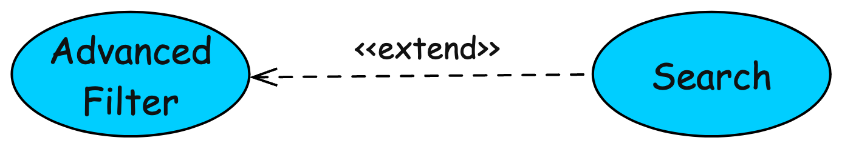 Advanced
Filter
<<extend>>
Search